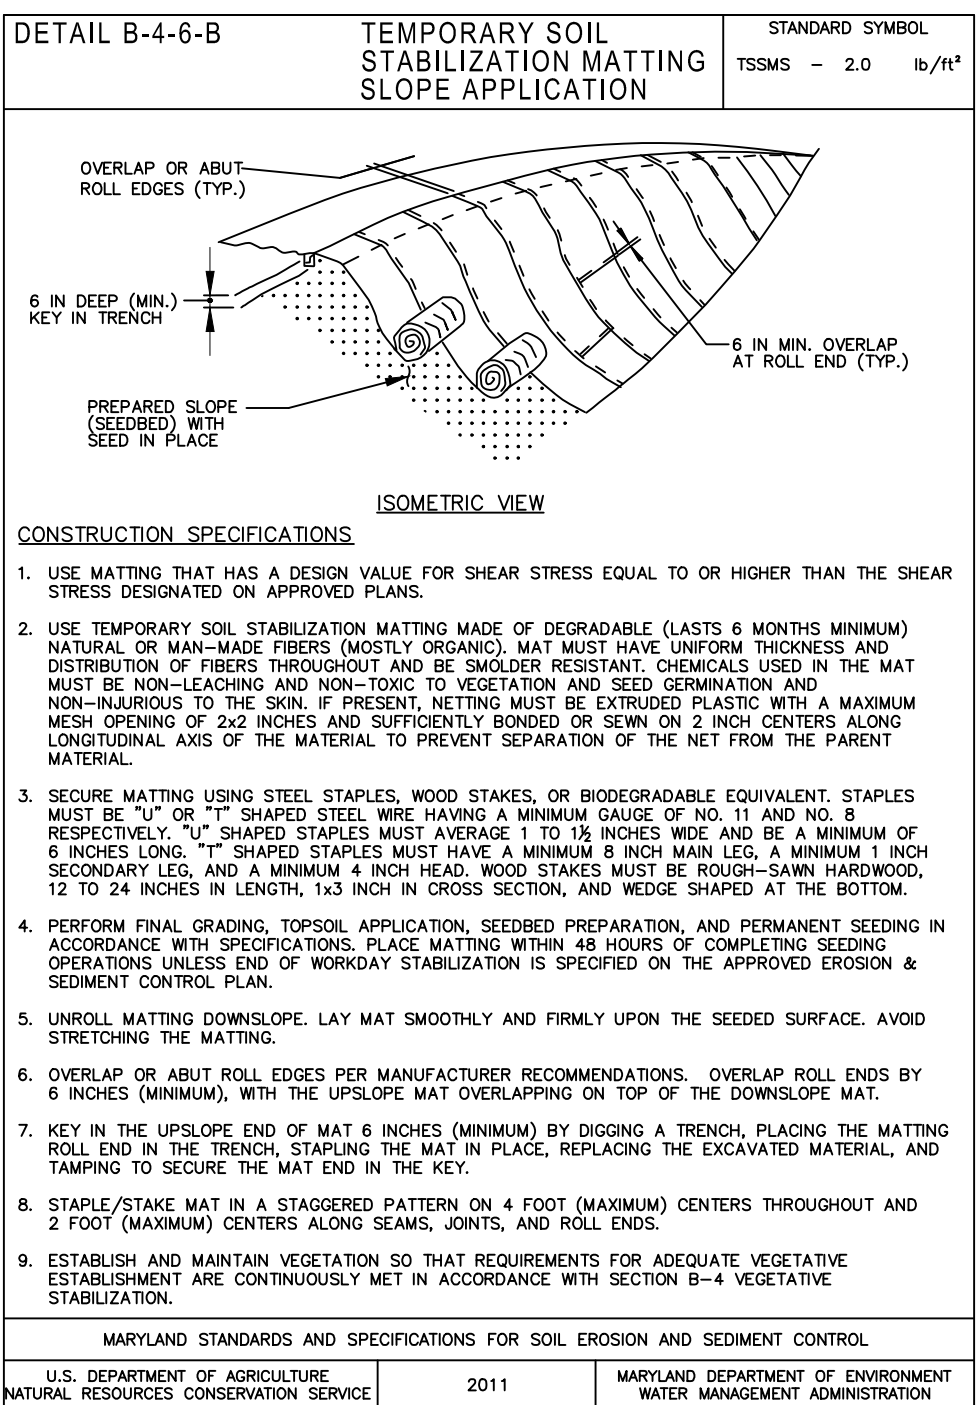 DETAIL B-4-6-B
TEMPORARY SOIL
STABILIZATION MATTING
SLOPE APPLICATION
STANDARD SYMBOL
TSSMS – 2.0 lb/ft²
OVERLAP OR ABUT
ROLL EDGES (TYP.)
6 IN DEEP (MIN.)
KEY IN TRENCH
6 IN MIN. OVERLAP
AT ROLL END (TYP.)
PREPARED SLOPE
(SEEDBED) WITH
SEED IN PLACE
ISOMETRIC VIEW
CONSTRUCTION SPECIFICATIONS
1. USE MATTING THAT HAS A DESIGN VALUE FOR SHEAR STRESS EQUAL TO OR HIGHER THAN THE SHEAR
STRESS DESIGNATED ON APPROVED PLANS.
2. USE TEMPORARY SOIL STABILIZATION MATTING MADE OF DEGRADABLE (LASTS 6 MONTHS MINIMUM)
NATURAL OR MAN-MADE FIBERS (MOSTLY ORGANIC). MAT MUST HAVE UNIFORM THICKNESS AND
DISTRIBUTION OF FIBERS THROUGHOUT AND BE SMOLDER RESISTANT. CHEMICALS USED IN THE MAT
MUST BE NON-LEACHING AND NON-TOXIC TO VEGETATION AND SEED GERMINATION AND
NON-INJURIOUS TO THE SKIN. IF PRESENT, NETTING MUST BE EXTRUDED PLASTIC WITH A MAXIMUM
MESH OPENING OF 2x2 INCHES AND SUFFICIENTLY BONDED OR SEWN ON 2 INCH CENTERS ALONG
LONGITUDINAL AXIS OF THE MATERIAL TO PREVENT SEPARATION OF THE NET FROM THE PARENT
MATERIAL.
3. SECURE MATTING USING STEEL STAPLES, WOOD STAKES, OR BIODEGRADABLE EQUIVALENT. STAPLES
MUST BE "U" OR "T" SHAPED STEEL WIRE HAVING A MINIMUM GAUGE OF NO. 11 AND NO. 8
RESPECTIVELY. "U" SHAPED STAPLES MUST AVERAGE 1 TO 1½ INCHES WIDE AND BE A MINIMUM OF
6 INCHES LONG. "T" SHAPED STAPLES MUST HAVE A MINIMUM 8 INCH MAIN LEG, A MINIMUM 1 INCH
SECONDARY LEG, AND A MINIMUM 4 INCH HEAD. WOOD STAKES MUST BE ROUGH-SAWN HARDWOOD,
12 TO 24 INCHES IN LENGTH, 1x3 INCH IN CROSS SECTION, AND WEDGE SHAPED AT THE BOTTOM.
4. PERFORM FINAL GRADING, TOPSOIL APPLICATION, SEEDBED PREPARATION, AND PERMANENT SEEDING IN
ACCORDANCE WITH SPECIFICATIONS. PLACE MATTING WITHIN 48 HOURS OF COMPLETING SEEDING
OPERATIONS UNLESS END OF WORKDAY STABILIZATION IS SPECIFIED ON THE APPROVED EROSION &
SEDIMENT CONTROL PLAN.
5. UNROLL MATTING DOWNSLOPE. LAY MAT SMOOTHLY AND FIRMLY UPON THE SEEDED SURFACE. AVOID
STRETCHING THE MATTING.
6. OVERLAP OR ABUT ROLL EDGES PER MANUFACTURER RECOMMENDATIONS. OVERLAP ROLL ENDS BY
6 INCHES (MINIMUM), WITH THE UPSLOPE MAT OVERLAPPING ON TOP OF THE DOWNSLOPE MAT.
7. KEY IN THE UPSLOPE END OF MAT 6 INCHES (MINIMUM) BY DIGGING A TRENCH, PLACING THE MATTING
ROLL END IN THE TRENCH, STAPLING THE MAT IN PLACE, REPLACING THE EXCAVATED MATERIAL, AND
TAMPING TO SECURE THE MAT END IN THE KEY.
8. STAPLE/STAKE MAT IN A STAGGERED PATTERN ON 4 FOOT (MAXIMUM) CENTERS THROUGHOUT AND
2 FOOT (MAXIMUM) CENTERS ALONG SEAMS, JOINTS, AND ROLL ENDS.
9. ESTABLISH AND MAINTAIN VEGETATION SO THAT REQUIREMENTS FOR ADEQUATE VEGETATIVE
ESTABLISHMENT ARE CONTINUOUSLY MET IN ACCORDANCE WITH SECTION B-4 VEGETATIVE
STABILIZATION.
MARYLAND STANDARDS AND SPECIFICATIONS FOR SOIL EROSION AND SEDIMENT CONTROL
U.S. DEPARTMENT OF AGRICULTURE
NATURAL RESOURCES CONSERVATION SERVICE
2011
MARYLAND DEPARTMENT OF ENVIRONMENT
WATER MANAGEMENT ADMINISTRATION